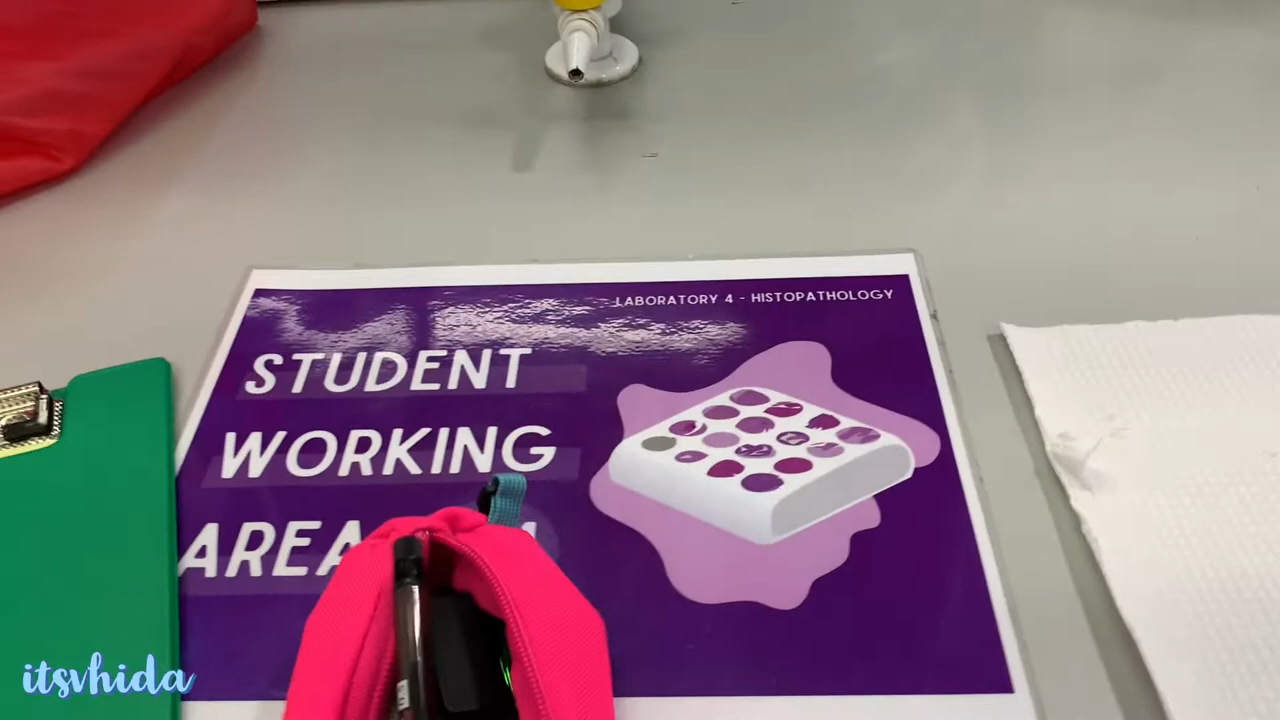 LABORATORY 4 - HISTOPATHOLOGY
STUDENT
WORKING
AREA
itsvhida